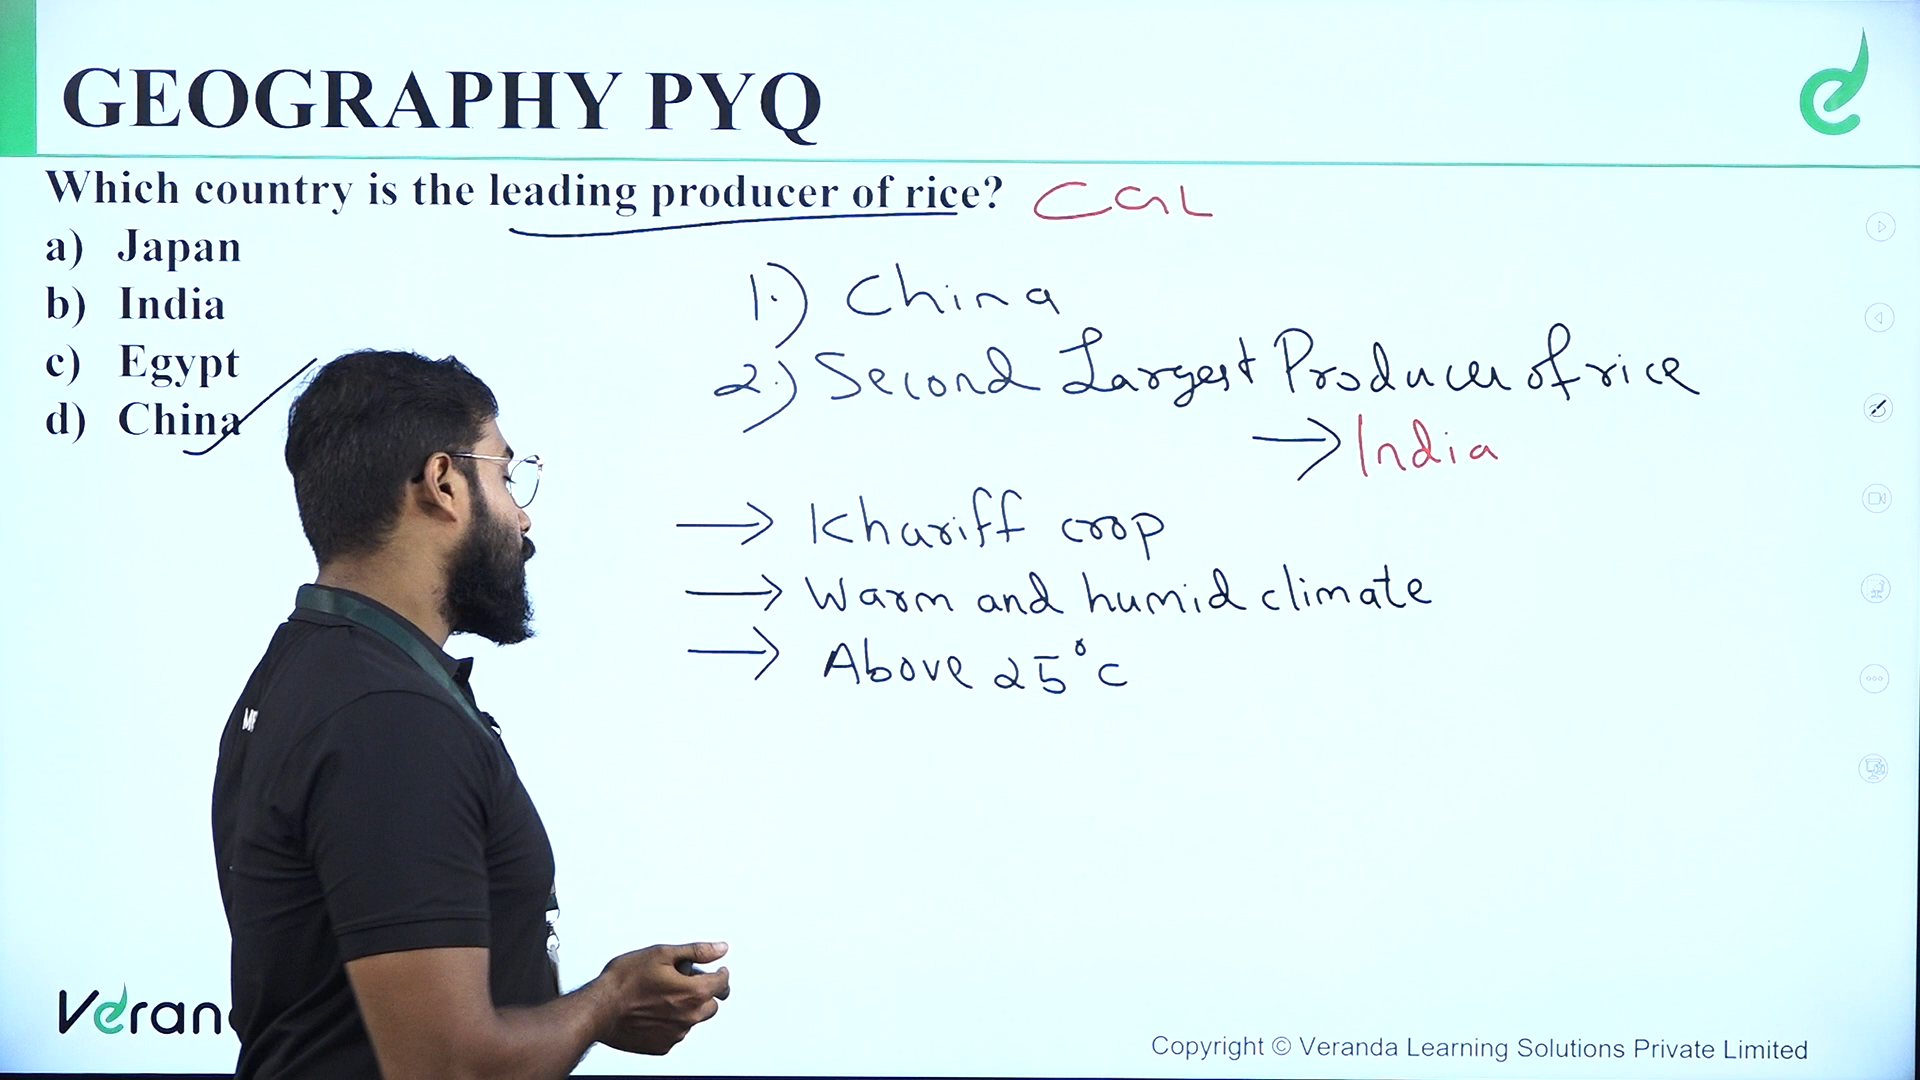 GEOGRAPHY PYQ
Which country is the leading producer of rice? CGL
a) Japan
b) India
c) Egypt
d) China
1.) China
2.) Second Largest Producer of rice
→ India
→ Khariff crop
→ Warm and humid climate
→ Above 25°C
Veran
Copyright © Veranda Learning Solutions Private Limited